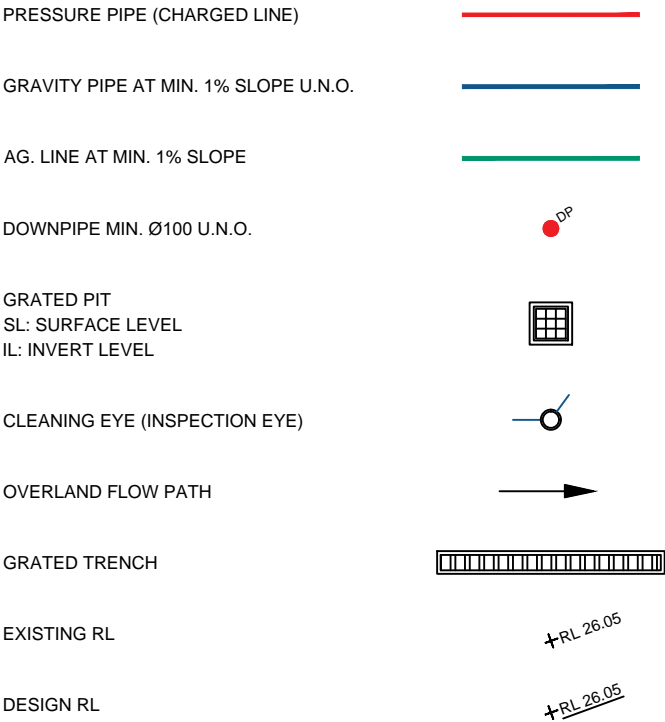 PRESSURE PIPE (CHARGED LINE)
GRAVITY PIPE AT MIN. 1% SLOPE U.N.O.
AG. LINE AT MIN. 1% SLOPE
DOWNPIPE MIN. Ø100 U.N.O.
DP
GRATED PIT
SL: SURFACE LEVEL
IL: INVERT LEVEL
CLEANING EYE (INSPECTION EYE)
OVERLAND FLOW PATH
GRATED TRENCH
EXISTING RL
RL 26.05
DESIGN RL
RL 26.05